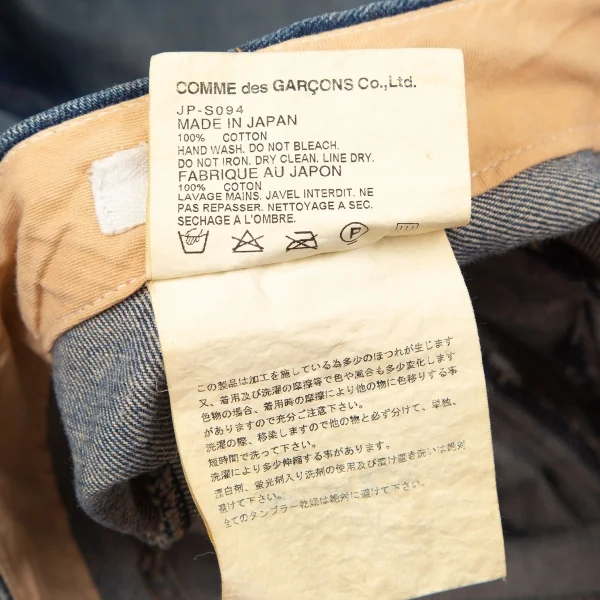 COMME des GARÇONS Co.,Ltd.
JP-S094
MADE IN JAPAN
100% COTTON
HAND WASH. DO NOT BLEACH.
DO NOT IRON. DRY CLEAN. LINE DRY.
FABRIQUE AU JAPON
100% COTON
LAVAGE MAINS. JAVEL INTERDIT. NE
PAS REPASSER. NETTOYAGE A SEC.
SECHAGE A L'OMBRE.
この製品は加工を施している為多少のほつれが生じます
又、着用及び洗濯の摩擦等で色や風合も多少変化します
色物の場合、着用時の摩擦により他の物に色移りする事
がありますので充分ご注意下さい。
洗濯の際、移染しますので他の物と必ず分けて、単独、
短時間で洗って下さい。
洗濯により多少伸縮する事があります。
漂白剤、蛍光剤入り洗剤の使用及び漬け置き洗いは絶対
避けて下さい。
全てのタンブラー乾燥は絶対に避けて下さい。